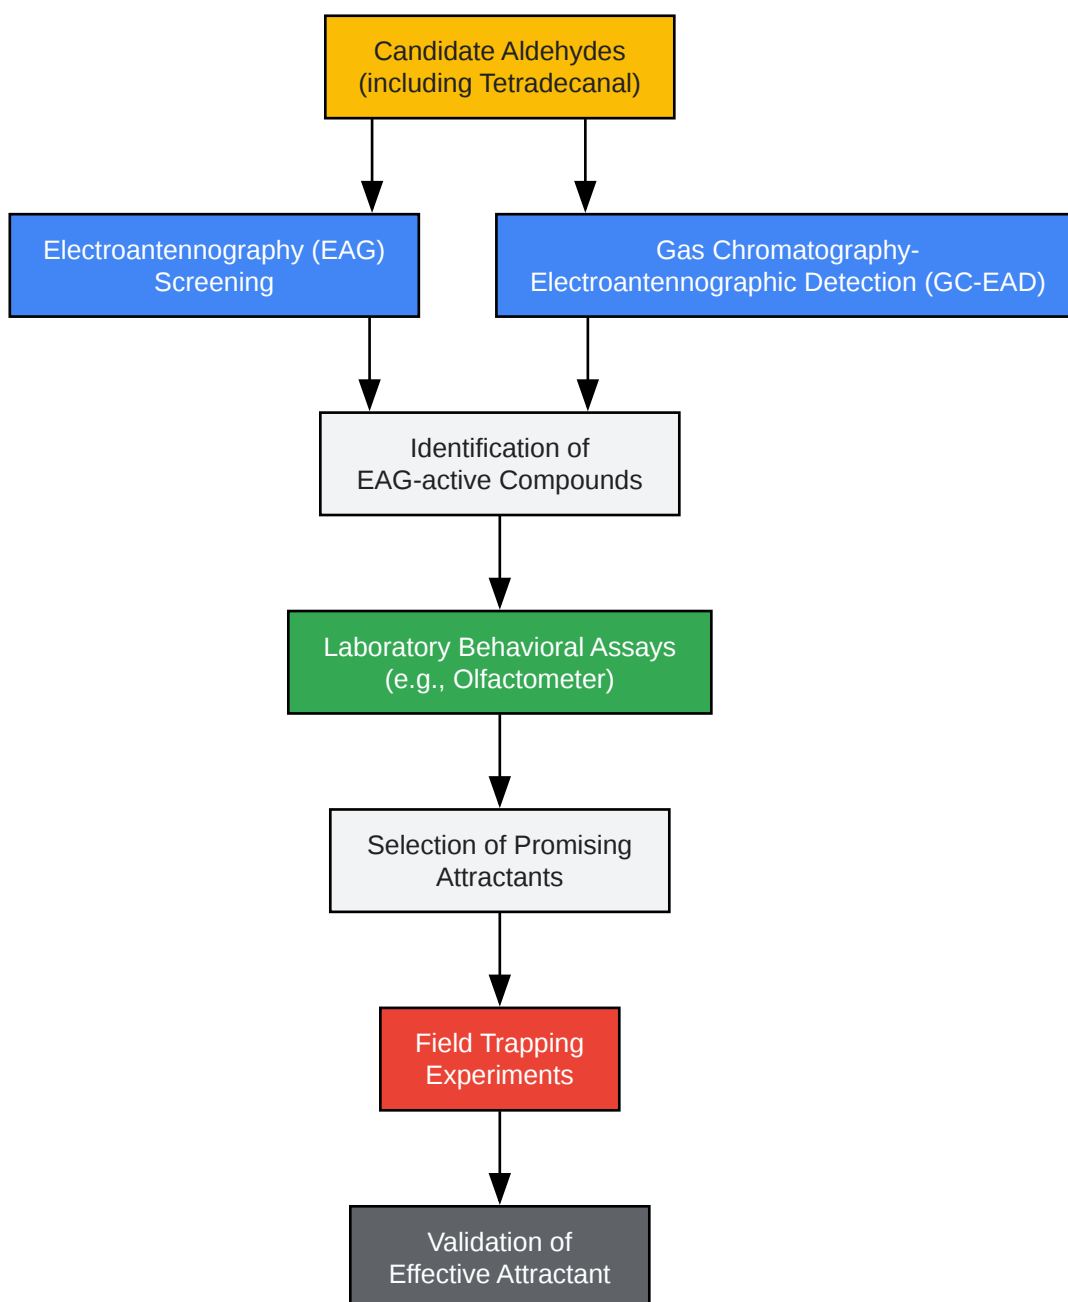 Candidate Aldehydes
(including Tetradecanal)
Electroantennography (EAG)
Screening
Gas Chromatography-
Electroantennographic Detection (GC-EAD)
Identification of
EAG-active Compounds
Laboratory Behavioral Assays
(e.g., Olfactometer)
Selection of Promising
Attractants
Field Trapping
Experiments
Validation of
Effective Attractant